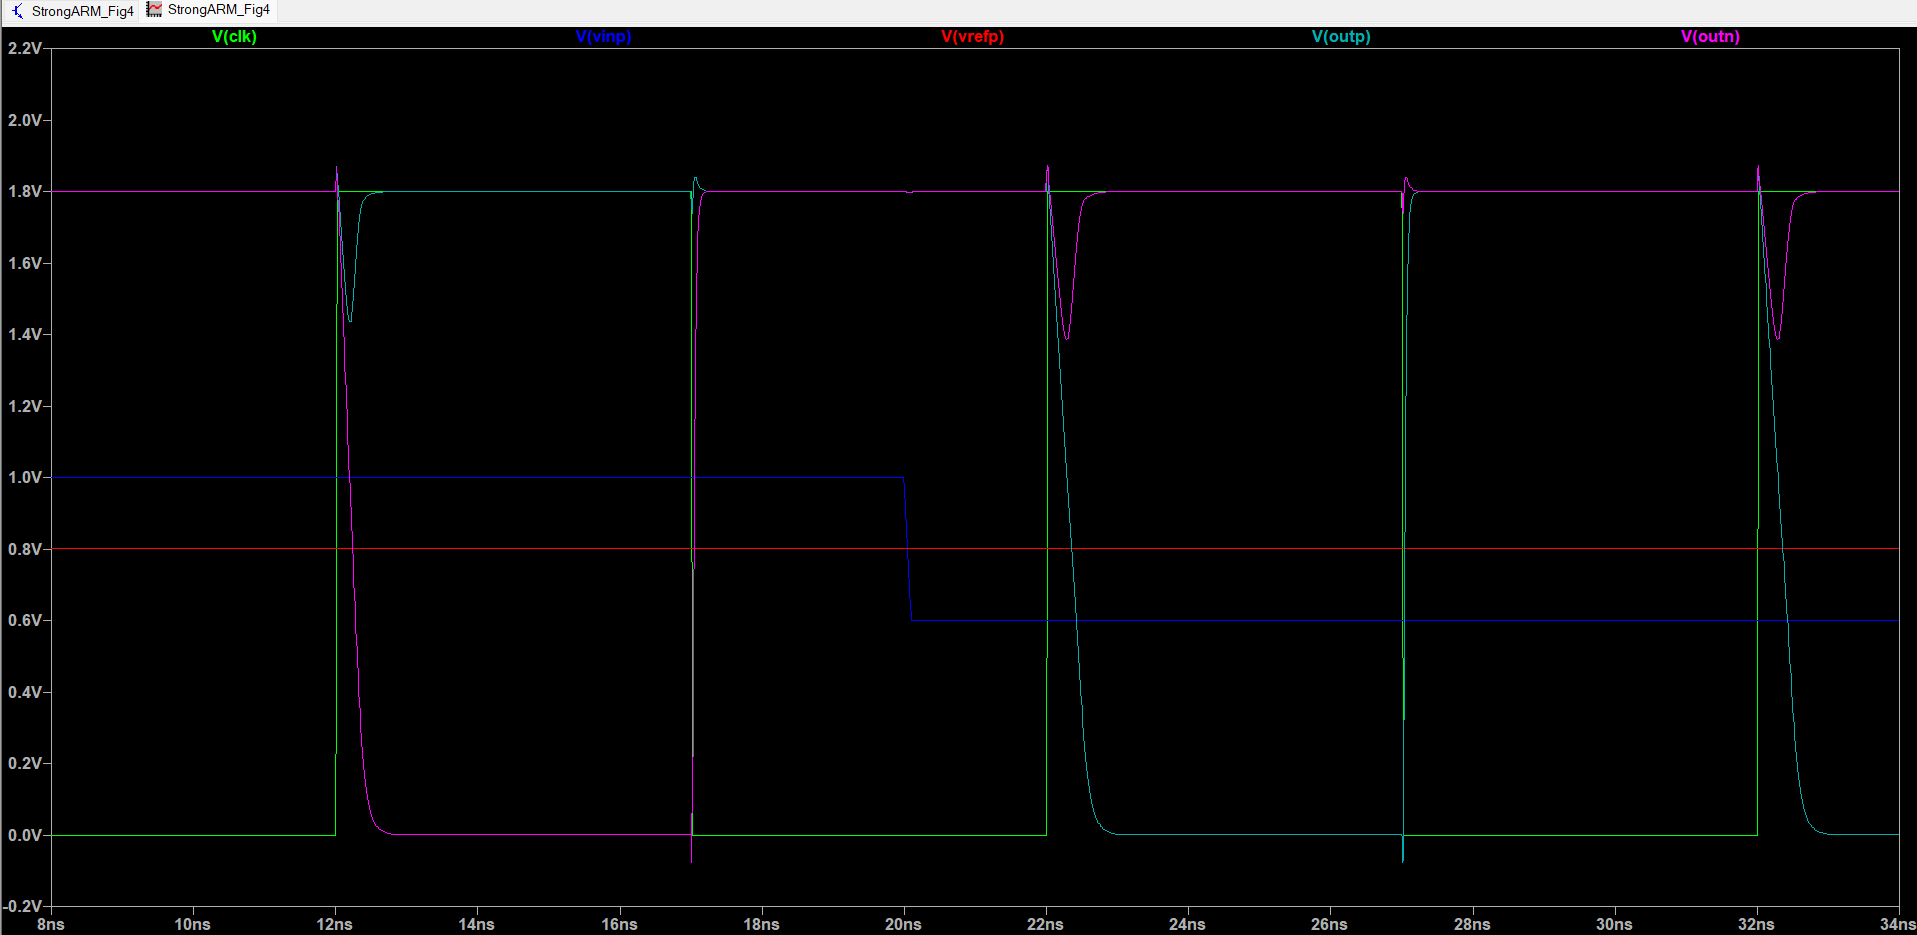 StrongARM_Fig4 StrongARM_Fig4
V(clk) V(vinp) V(vrefp) V(outp) V(outn)
2.2V
2.0V
1.8V
1.6V
1.4V
1.2V
1.0V
0.8V
0.6V
0.4V
0.2V
0.0V
-0.2V
8ns 10ns 12ns 14ns 16ns 18ns 20ns 22ns 24ns 26ns 28ns 30ns 32ns 34ns